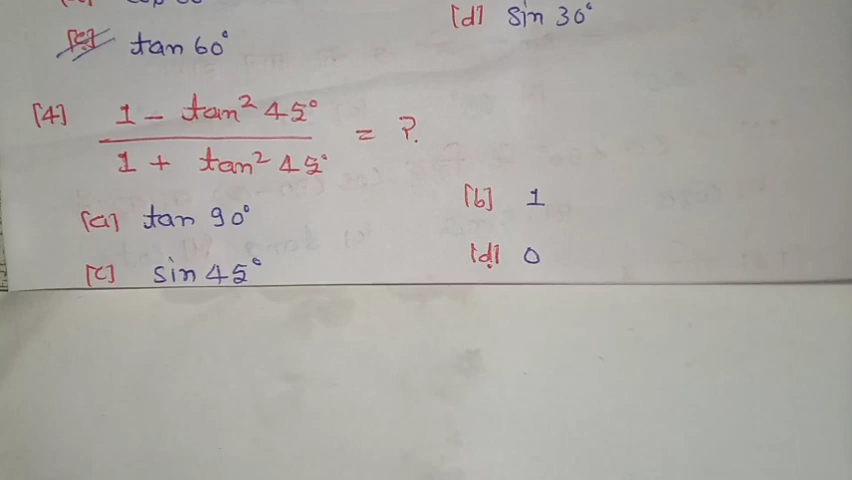 [d] sin 30°
[c] tan 60°
[4] 1 - tan² 45° / 1 + tan² 45° = ?.
[a] tan 90° [b] 1
[c] sin 45° [d] 0